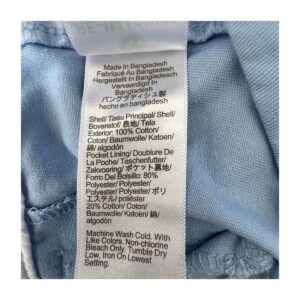 Made In Bangladesh
Fabriqué Au Bangladesh
Hergestellt In Bangladesh
Vervaardigd In
Bangladesh
バングラディシュ製
hecho en bangladesh
Shell/ Tasu Principal/ Shell/
Bovenstof/ 表地/ Tela
Exterior: 100% Cotton/
Coton/ Baumwolle/ Katoen/
綿/ algodón
Pocket Lining/ Doublure De
La Poche/ Taschenfutter/
Zakvoering/ ポケット裏地/
Forro Del Bolsillo: 80%
Polyester/ Polyester/
Polyester/ Polyester/ ポリ
エステル/ poliéster
20% Cotton/ Coton/
Baumwolle/ Katoen/ 綿/
algodón
Machine Wash Cold. With
Like Colors. Non-chlorine
Bleach Only. Tumble Dry
Low. Iron On Lowest
Setting.